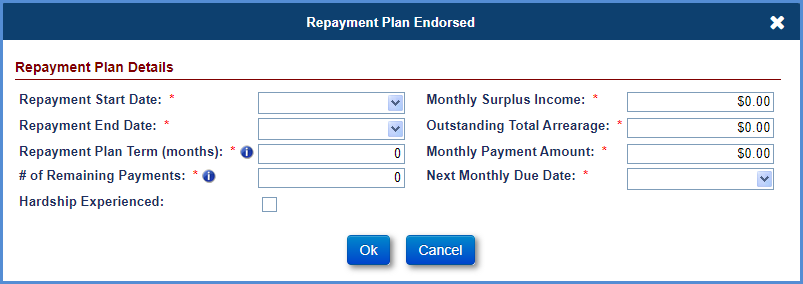 Repayment Plan Endorsed
Repayment Plan Details
Repayment Start Date: *
Monthly Surplus Income: * $0.00
Repayment End Date: *
Outstanding Total Arrearage: * $0.00
Repayment Plan Term (months): * 0
Monthly Payment Amount: * $0.00
# of Remaining Payments: * 0
Next Monthly Due Date: *
Hardship Experienced:
Ok Cancel